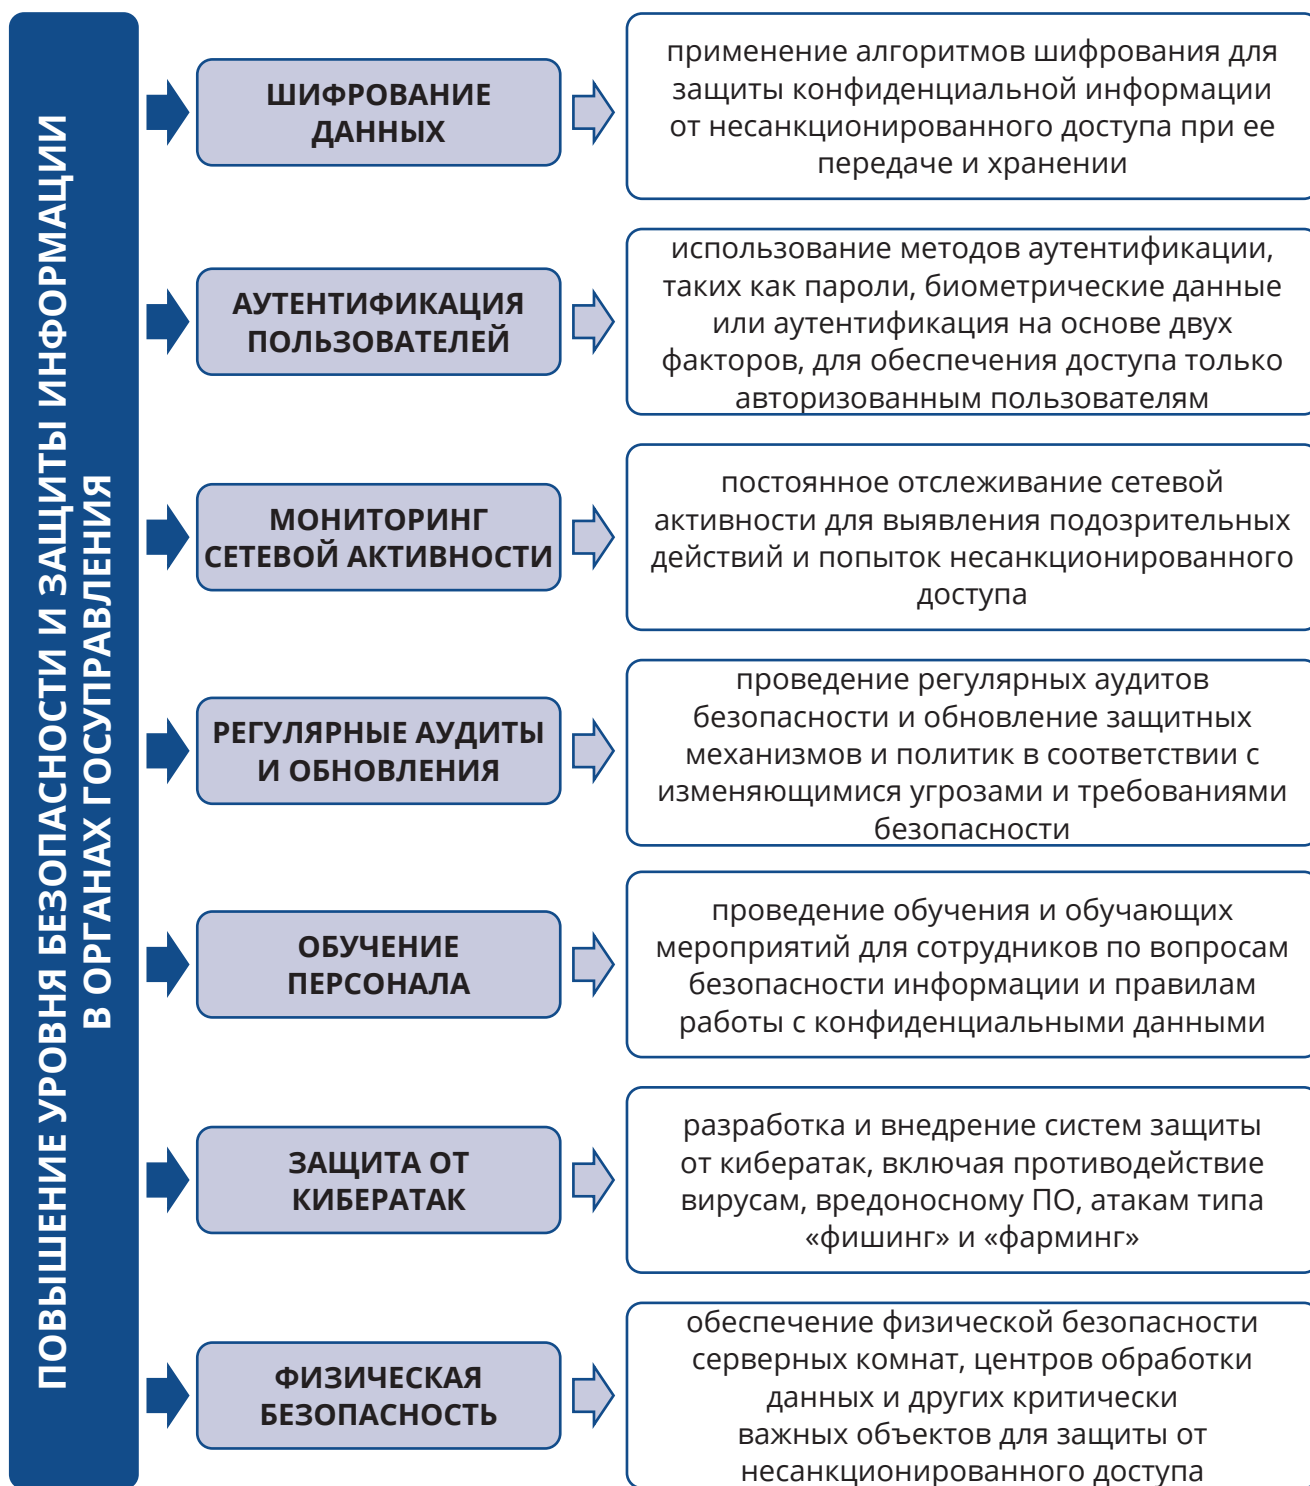 ПОВЫШЕНИЕ УРОВНЯ БЕЗОПАСНОСТИ И ЗАЩИТЫ ИНФОРМАЦИИ
В ОРГАНАХ ГОСУПРАВЛЕНИЯ
ШИФРОВАНИЕ
ДАННЫХ
применение алгоритмов шифрования для
защиты конфиденциальной информации
от несанкционированного доступа при ее
передаче и хранении
АУТЕНТИФИКАЦИЯ
ПОЛЬЗОВАТЕЛЕЙ
использование методов аутентификации,
таких как пароли, биометрические данные
или аутентификация на основе двух
факторов, для обеспечения доступа только
авторизованным пользователям
МОНИТОРИНГ
СЕТЕВОЙ АКТИВНОСТИ
постоянное отслеживание сетевой
активности для выявления подозрительных
действий и попыток несанкционированного
доступа
РЕГУЛЯРНЫЕ АУДИТЫ
И ОБНОВЛЕНИЯ
проведение регулярных аудитов
безопасности и обновление защитных
механизмов и политик в соответствии с
изменяющимися угрозами и требованиями
безопасности
ОБУЧЕНИЕ
ПЕРСОНАЛА
проведение обучения и обучающих
мероприятий для сотрудников по вопросам
безопасности информации и правилам
работы с конфиденциальными данными
ЗАЩИТА ОТ
КИБЕРАТАК
разработка и внедрение систем защиты
от кибератак, включая противодействие
вирусам, вредоносному ПО, атакам типа
«фишинг» и «фарминг»
ФИЗИЧЕСКАЯ
БЕЗОПАСНОСТЬ
обеспечение физической безопасности
серверных комнат, центров обработки
данных и других критически
важных объектов для защиты от
несанкционированного доступа